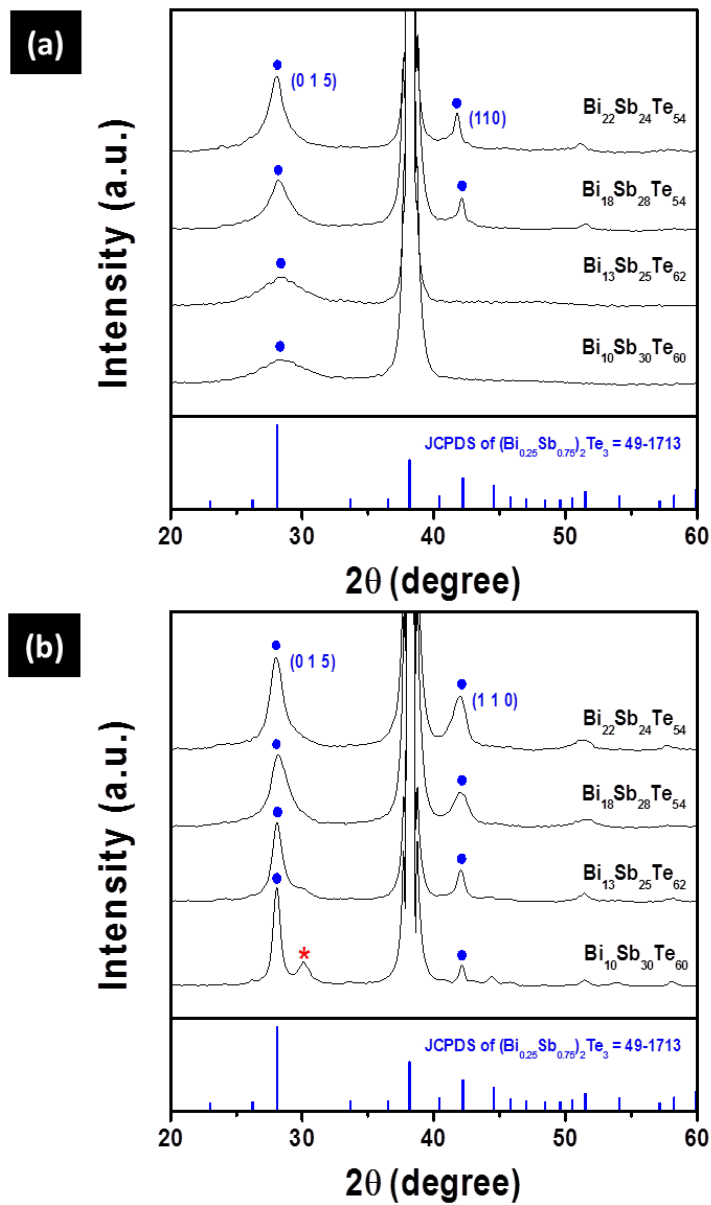 (a)
Intensity (a.u.)
(0 1 5)
(110)
Bi22Sb24Te54
Bi18Sb28Te54
Bi13Sb25Te62
Bi10Sb30Te60
JCPDS of (Bi0.25Sb0.75)2Te3 = 49-1713
20 30 40 50 60
2θ (degree)
(b)
Intensity (a.u.)
(0 1 5)
(1 1 0)
Bi22Sb24Te54
Bi18Sb28Te54
Bi13Sb25Te62
*
Bi10Sb30Te60
JCPDS of (Bi0.25Sb0.75)2Te3 = 49-1713
20 30 40 50 60
2θ (degree)